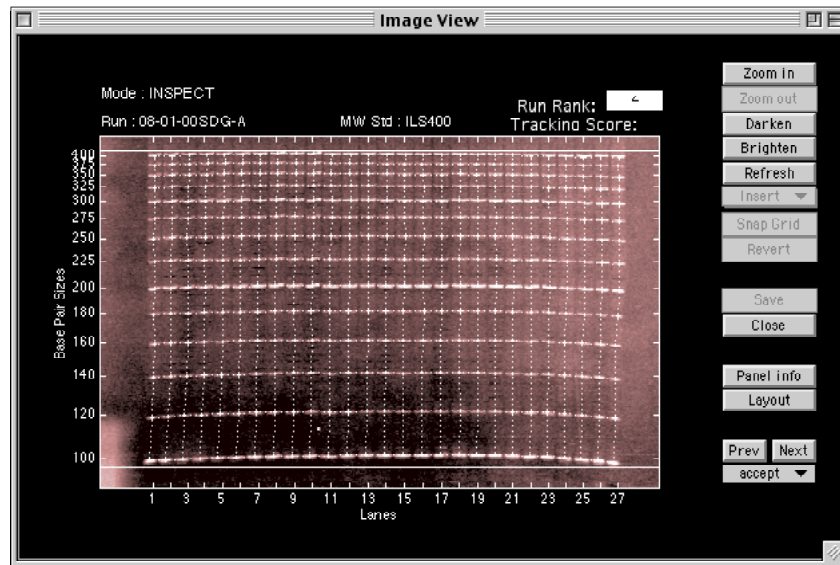 Image View
Mode : INSPECT
Run Rank:
Run : 08-01-00SDG-A
MW Std : ILS400
Tracking Score:
400
375
350
325
300
275
250
225
200
180
160
140
120
100
Base Pair Sizes
1 3 5 7 9 11 13 15 17 19 21 23 25 27
Lanes
Zoom In
Zoom out
Darken
Brighten
Refresh
Insert
Snap Grid
Revert
Save
Close
Panel info
Layout
Prev Next
accept